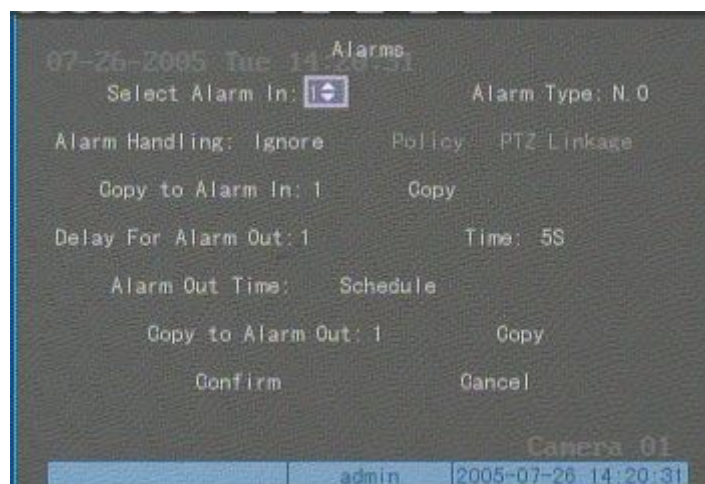 Alarms
07-26-2005 Tue 14:20:31
Select Alarm In: 1 Alarm Type: N.O
Alarm Handling: Ignore Policy PTZ Linkage
Copy to Alarm In: 1 Copy
Delay For Alarm Out: 1 Time: 5S
Alarm Out Time: Schedule
Copy to Alarm Out: 1 Copy
Confirm Cancel
Camera 01
admin 2005-07-26 14:20:31